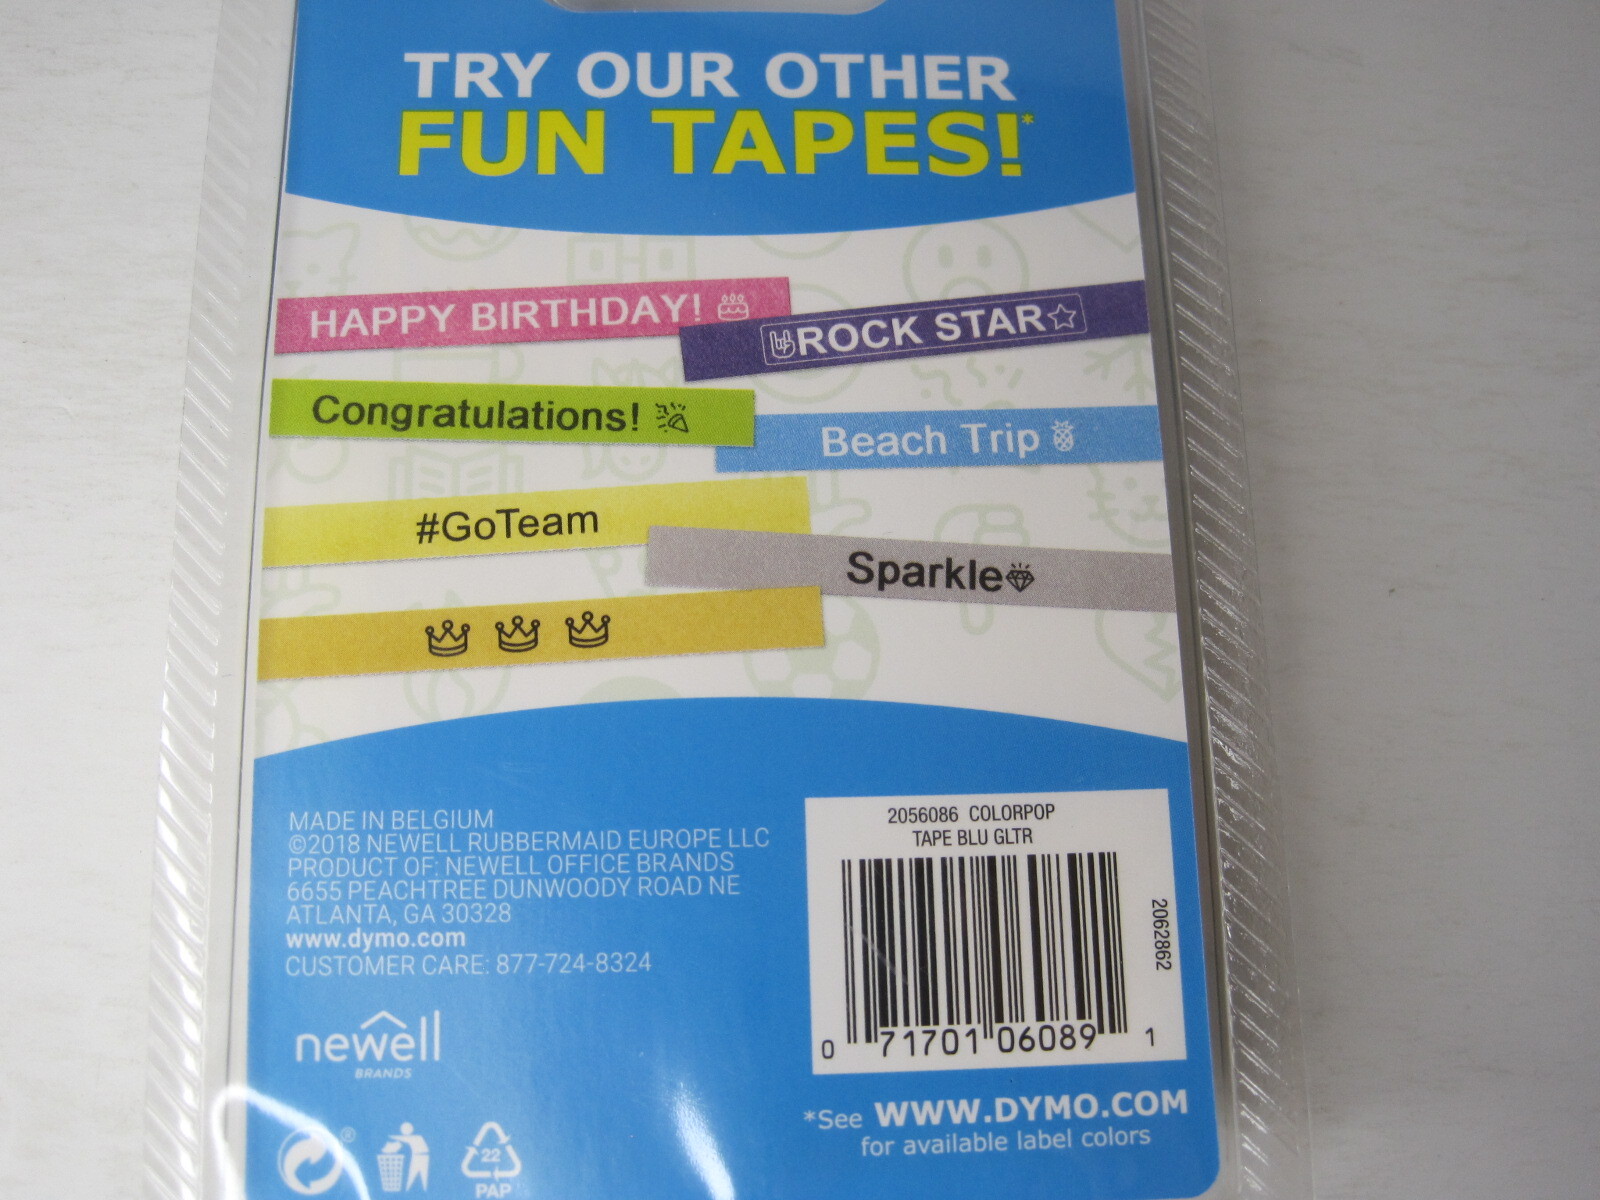 TRY OUR OTHER
FUN TAPES!*
HAPPY BIRTHDAY!
ROCK STAR
Congratulations!
Beach Trip
#GoTeam
Sparkle
MADE IN BELGIUM
©2018 NEWELL RUBBERMAID EUROPE LLC
PRODUCT OF: NEWELL OFFICE BRANDS
6655 PEACHTREE DUNWOODY ROAD NE
ATLANTA, GA 30328
www.dymo.com
CUSTOMER CARE: 877-724-8324
newell
BRANDS
®
22
PAP
2056086 COLORPOP
TAPE BLU GLTR
2062862
0 71701 06089 1
*See WWW.DYMO.COM
for available label colors